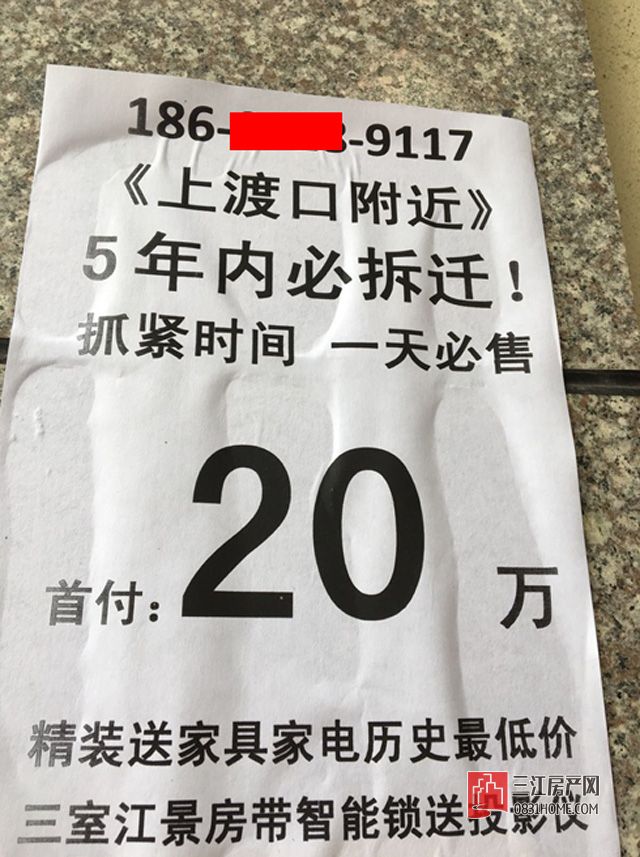 186-8-9117
《上渡口附近》
5年内必拆迁!
抓紧时间 一天必售
首付: 20 万
精装送家具家电历史最低价
三室江景房带智能锁送投影仪
三江房产网
0831HOME.COM